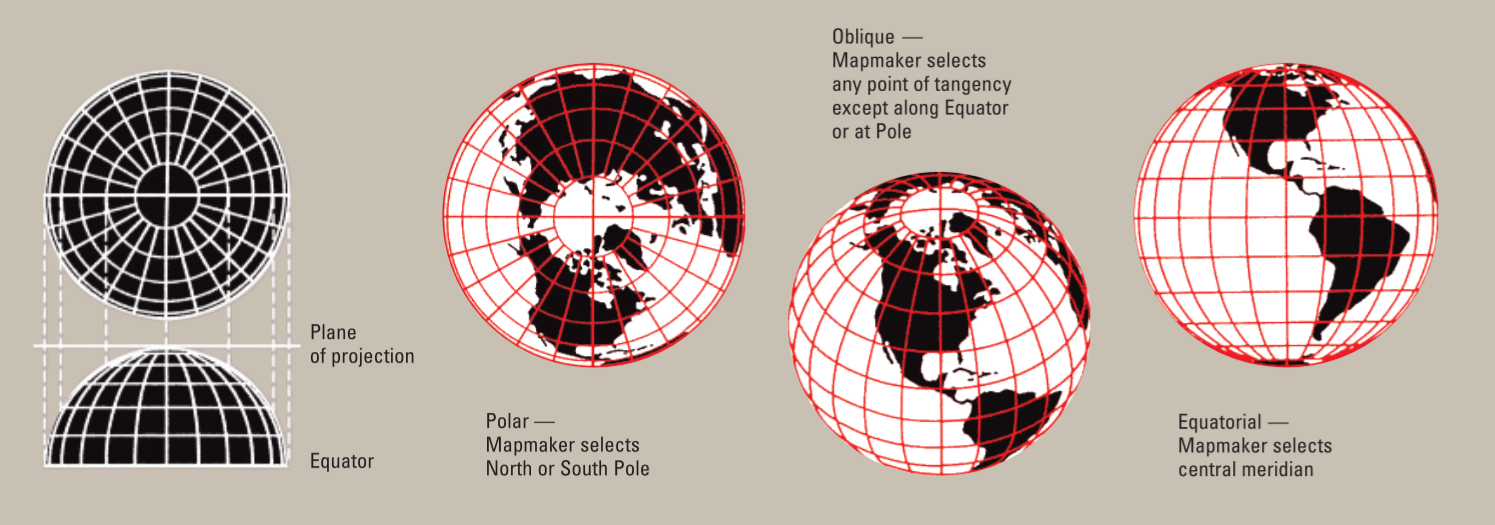 Plane
of projection
Equator
Polar —
Mapmaker selects
North or South Pole
Oblique —
Mapmaker selects
any point of tangency
except along Equator
or at Pole
Equatorial —
Mapmaker selects
central meridian